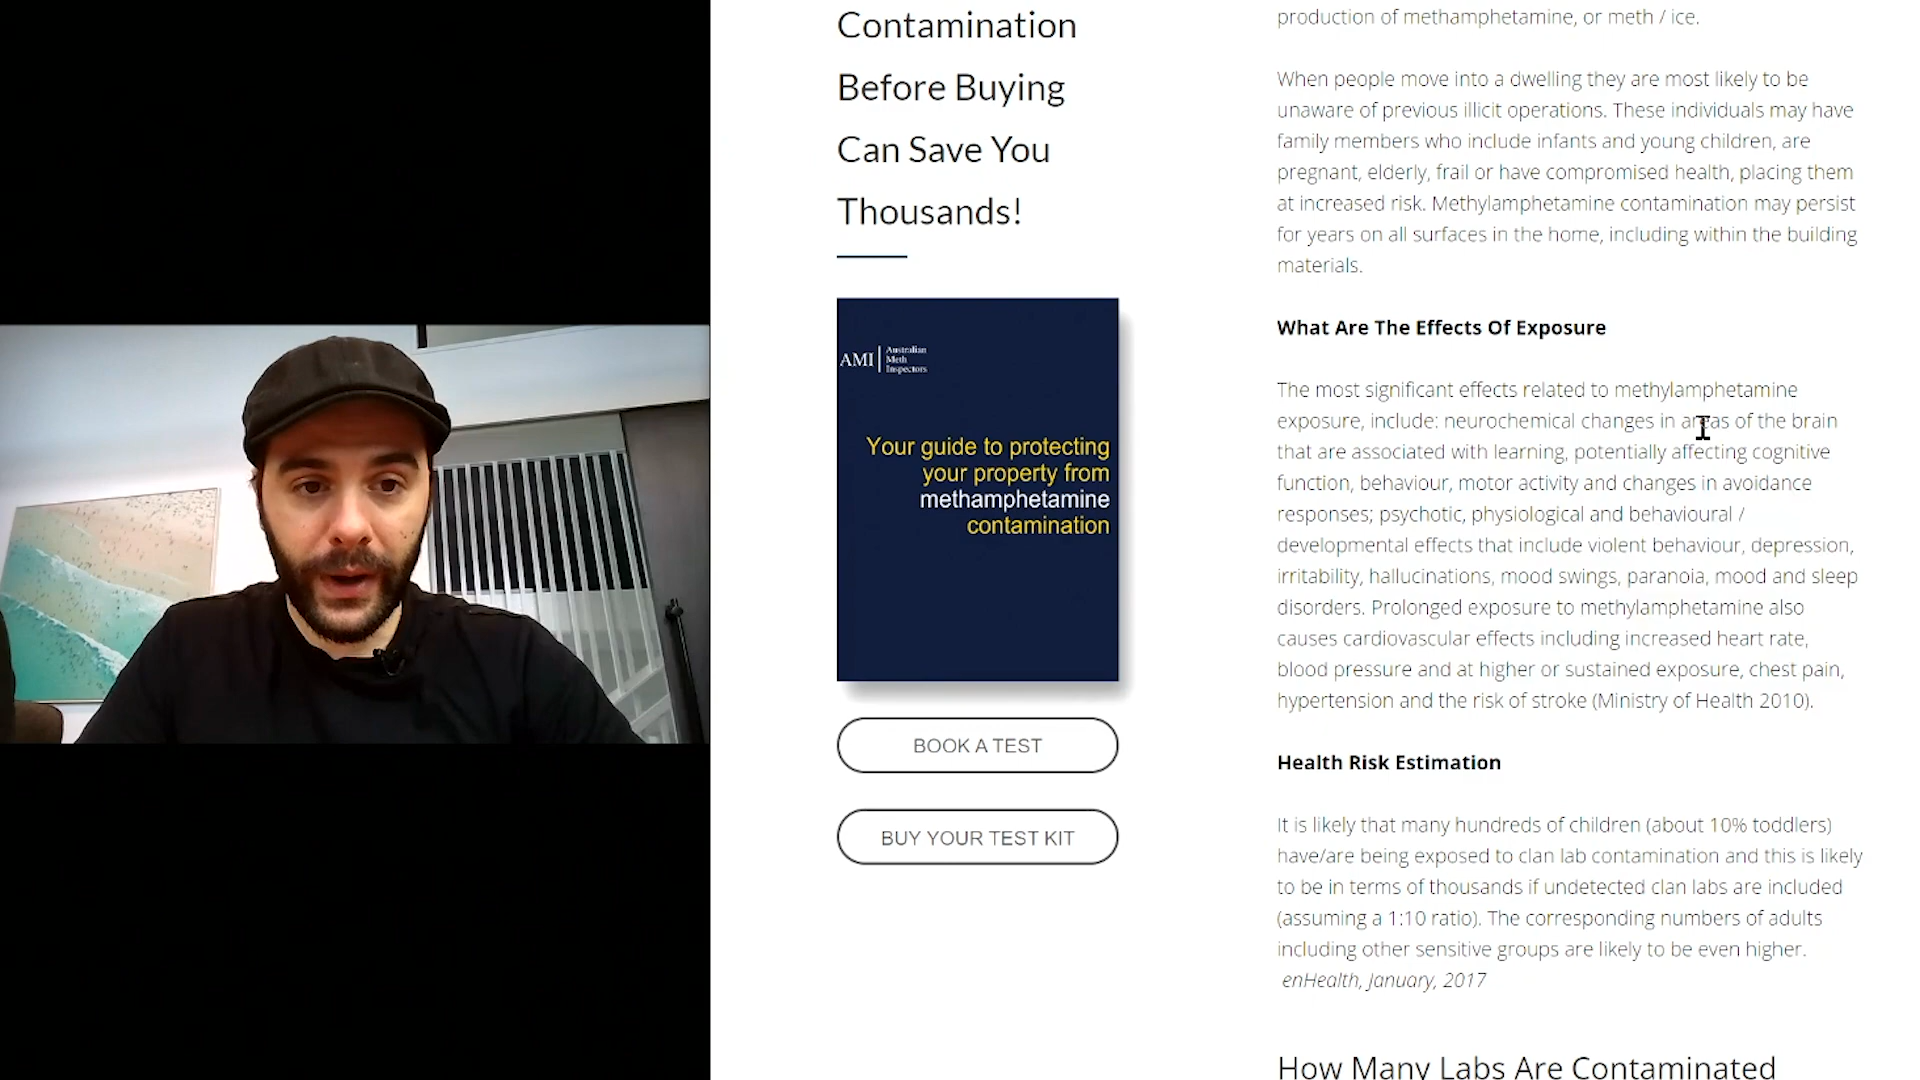 Contamination
Before Buying
Can Save You
Thousands!
AMI
Australian
Meth
Inspectors
Your guide to protecting
your property from
methamphetamine
contamination
BOOK A TEST
BUY YOUR TEST KIT
production of methamphetamine, or meth / ice.
When people move into a dwelling they are most likely to be
unaware of previous illicit operations. These individuals may have
family members who include infants and young children, are
pregnant, elderly, frail or have compromised health, placing them
at increased risk. Methylamphetamine contamination may persist
for years on all surfaces in the home, including within the building
materials.
What Are The Effects Of Exposure
The most significant effects related to methylamphetamine
exposure, include: neurochemical changes in areas of the brain
that are associated with learning, potentially affecting cognitive
function, behaviour, motor activity and changes in avoidance
responses; psychotic, physiological and behavioural /
developmental effects that include violent behaviour, depression,
irritability, hallucinations, mood swings, paranoia, mood and sleep
disorders. Prolonged exposure to methylamphetamine also
causes cardiovascular effects including increased heart rate,
blood pressure and at higher or sustained exposure, chest pain,
hypertension and the risk of stroke (Ministry of Health 2010).
Health Risk Estimation
It is likely that many hundreds of children (about 10% toddlers)
have/are being exposed to clan lab contamination and this is likely
to be in terms of thousands if undetected clan labs are included
(assuming a 1:10 ratio). The corresponding numbers of adults
including other sensitive groups are likely to be even higher.
enHealth, January, 2017
How Many Labs Are Contaminated